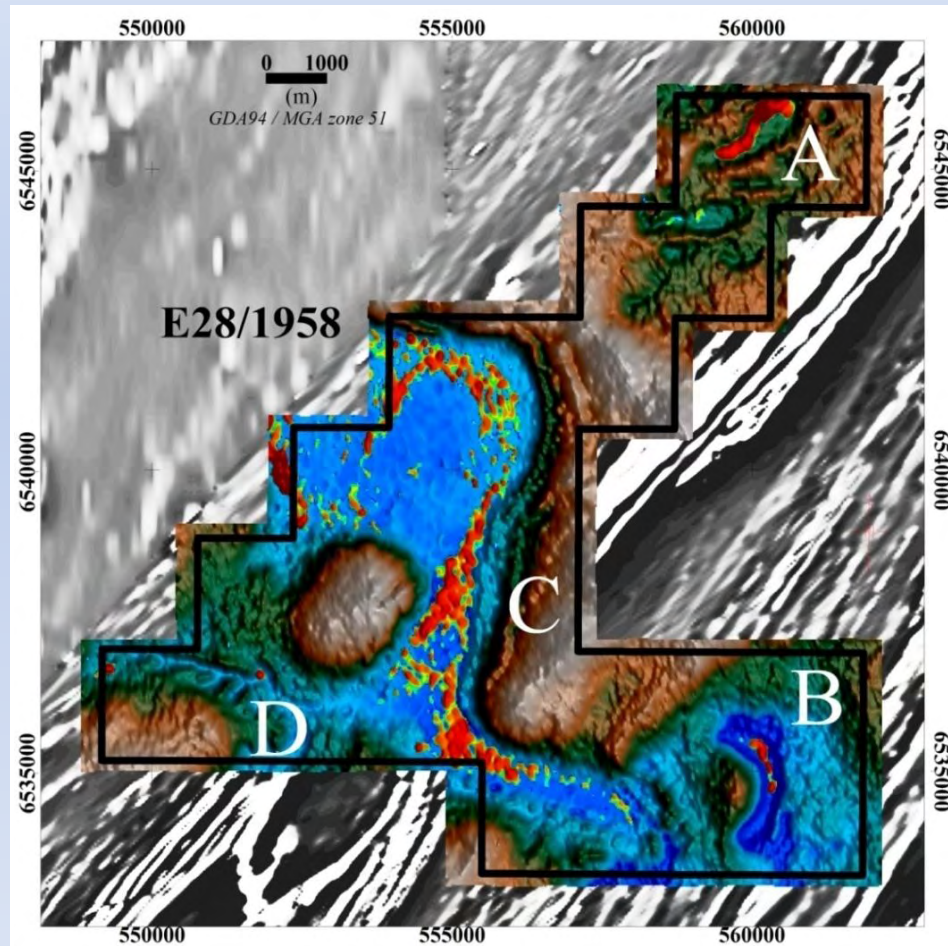 550000 555000 560000
0 1000
(m)
GDA94 / MGA zone 51
6545000 6545000
A
E28/1958
6540000 6540000
C
B
D
6535000 6535000
550000 555000 560000